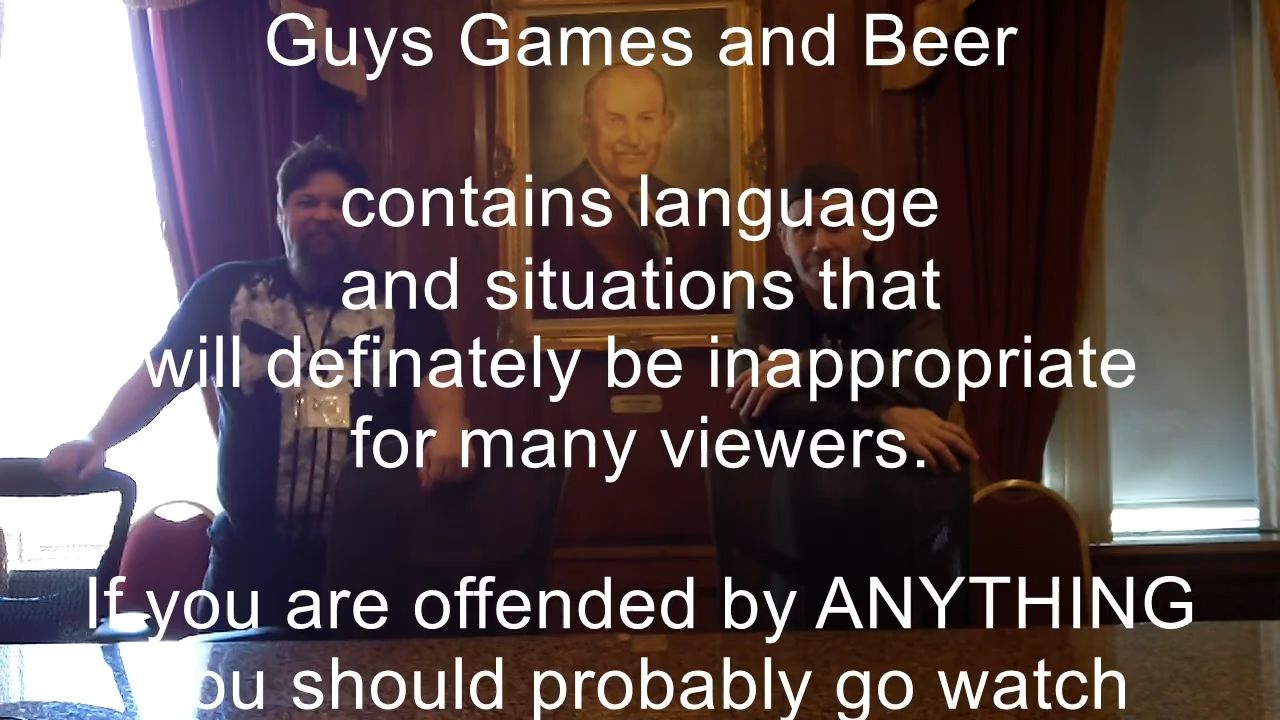 Guys Games and Beer
contains language
and situations that
will definately be inappropriate
for many viewers.
If you are offended by ANYTHING
you should probably go watch